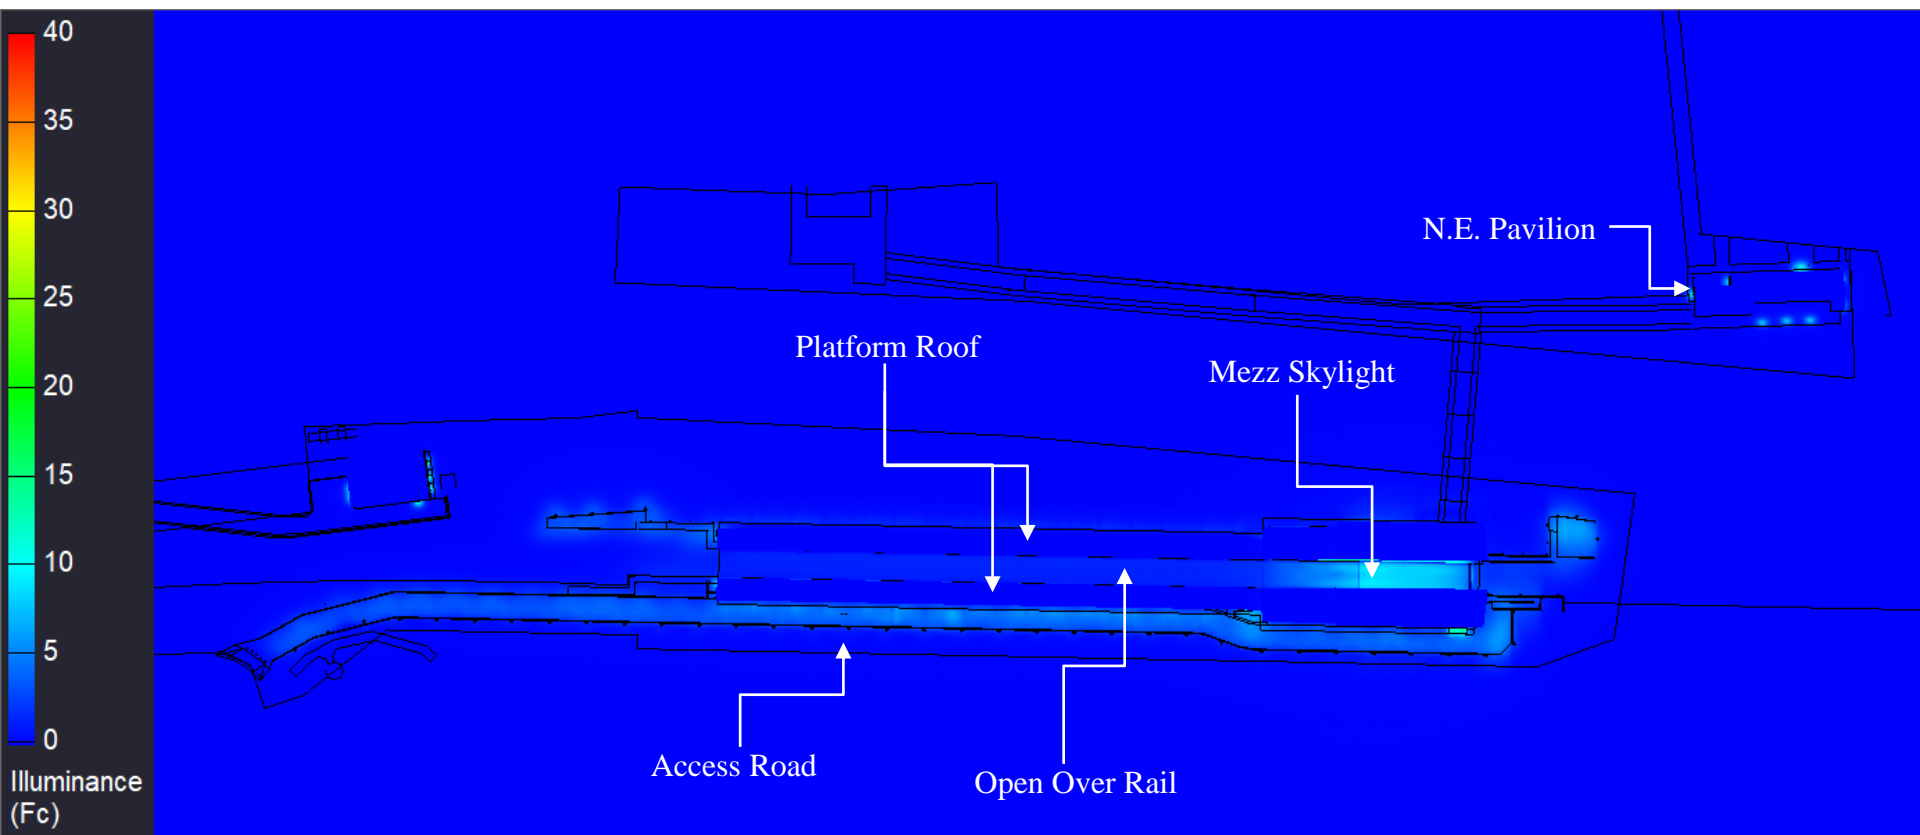 40
35
30
25
20
15
10
5
0
Illuminance
(Fc)
N.E. Pavilion
Platform Roof
Mezz Skylight
Access Road
Open Over Rail